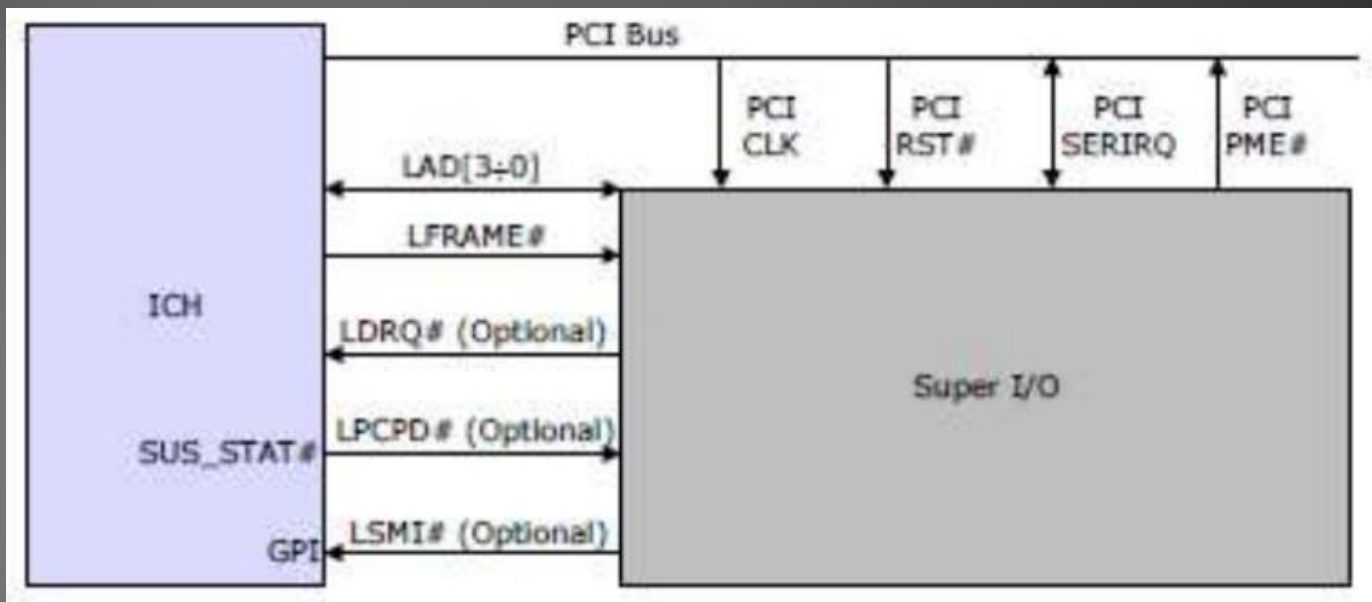 PCI Bus
PCI
CLK
PCI
RST#
PCI
SERIRQ
PCI
PME#
LAD[3÷0]
LFRAME#
ICH
LDRQ# (Optional)
Super I/O
LPCPD# (Optional)
SUS_STAT#
LSMI# (Optional)
GPI